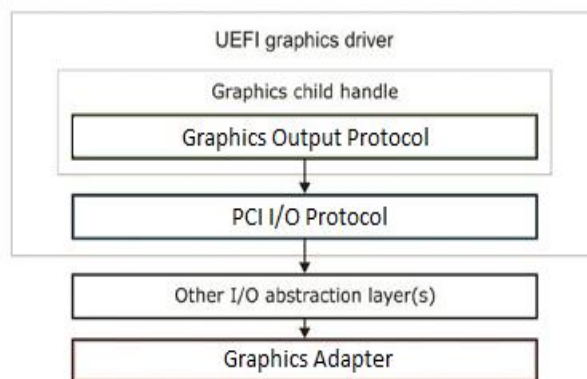 UEFI graphics driver
Graphics child handle
Graphics Output Protocol
PCI I/O Protocol
Other I/O abstraction layer(s)
Graphics Adapter